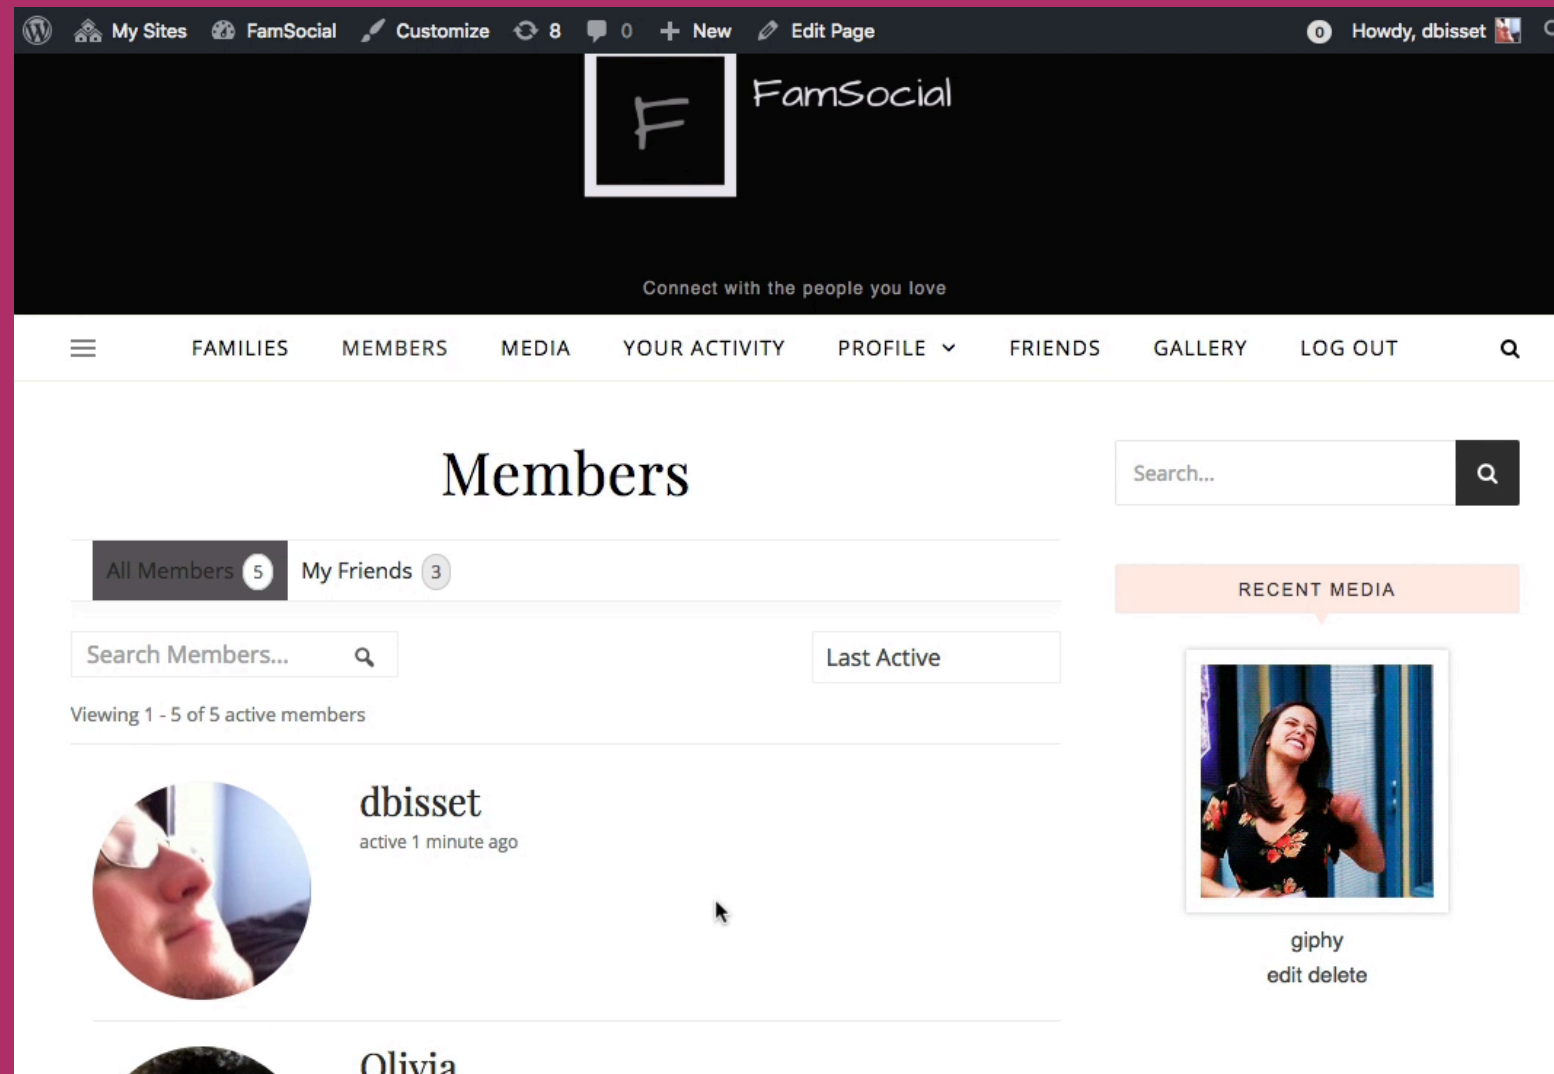 My Sites FamSocial Customize 8 0 New Edit Page 0 Howdy, dbisset
F
FamSocial
Connect with the people you love
FAMILIES MEMBERS MEDIA YOUR ACTIVITY PROFILE FRIENDS GALLERY LOG OUT
Members
All Members 5 My Friends 3
Search Members...
Last Active
Viewing 1 - 5 of 5 active members
dbisset
active 1 minute ago
Olivia
Search...
RECENT MEDIA
giphy
edit delete